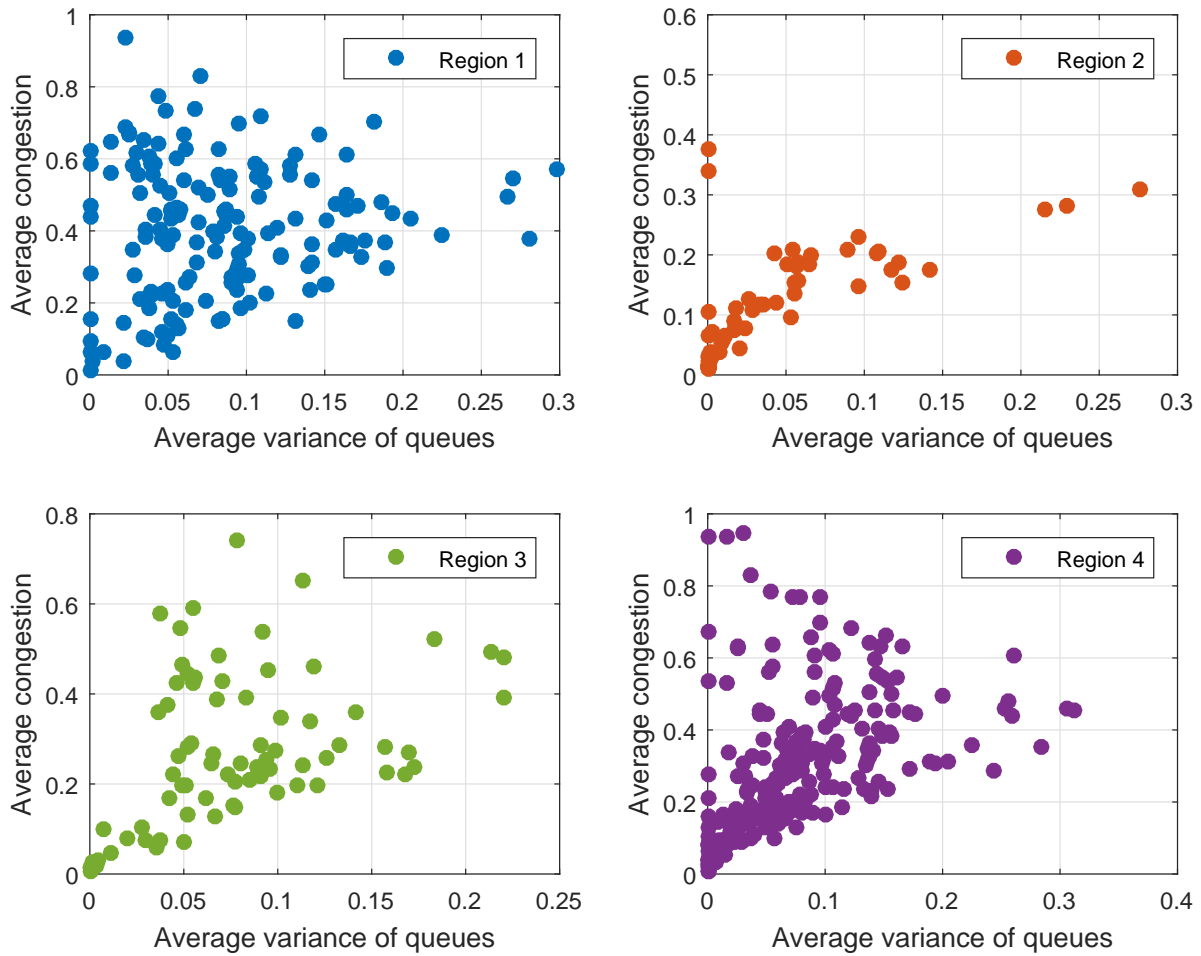 Average congestion
1
0.8
0.6
0.4
0.2
0
0 0.05 0.1 0.15 0.2 0.25 0.3
Average variance of queues
Region 1
Average congestion
0.6
0.5
0.4
0.3
0.2
0.1
0
0 0.05 0.1 0.15 0.2 0.25 0.3
Average variance of queues
Region 2
Average congestion
0.8
0.6
0.4
0.2
0
0 0.05 0.1 0.15 0.2 0.25
Average variance of queues
Region 3
Average congestion
1
0.8
0.6
0.4
0.2
0
0 0.1 0.2 0.3 0.4
Average variance of queues
Region 4